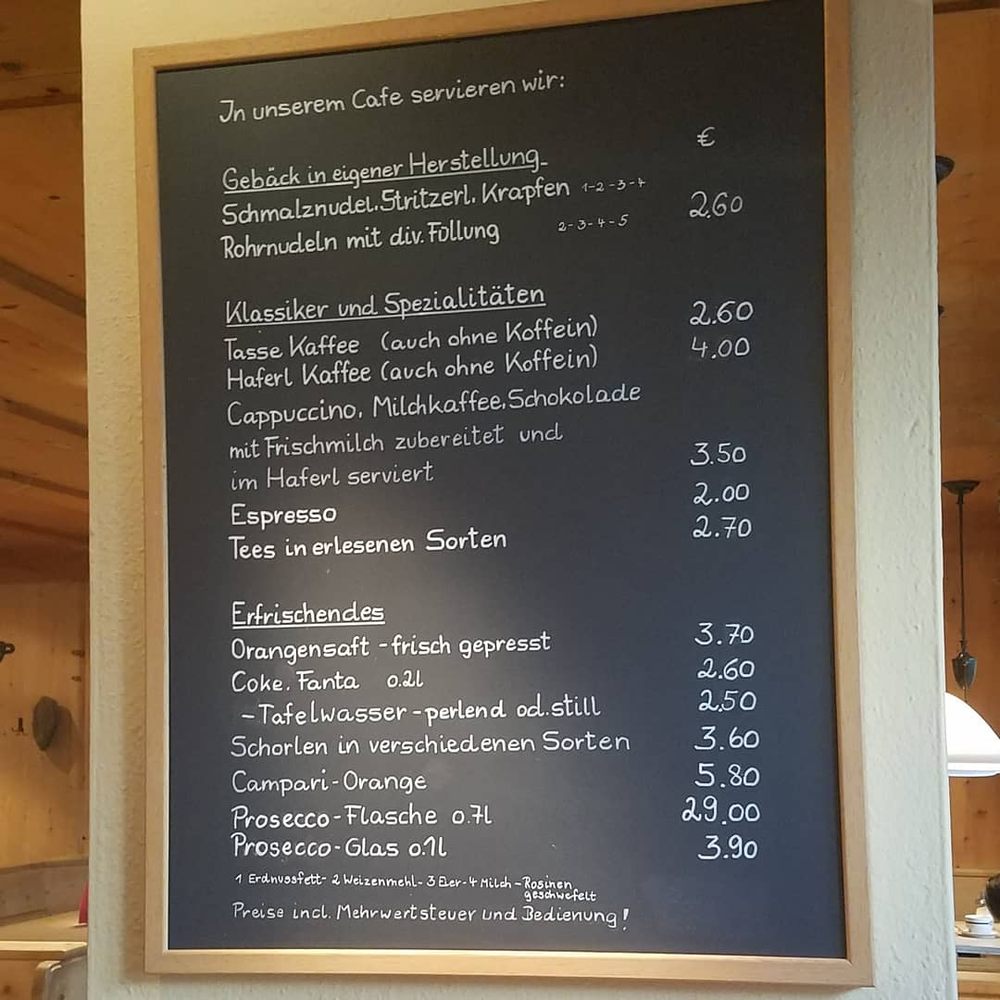 In unserem Cafe servieren wir:
€
Gebäck in eigener Herstellung
Schmalznudel, Stritzerl, Krapfen 1-2-3-4 2.60
Rohrnudeln mit div. Füllung 2-3-4-5
Klassiker und Spezialitäten
Tasse Kaffee (auch ohne Koffein) 2.60
Haferl Kaffee (auch ohne Koffein) 4.00
Cappuccino, Milchkaffee, Schokolade
mit Frischmilch zubereitet und
im Haferl serviert 3.50
Espresso 2.00
Tees in erlesenen Sorten 2.70
Erfrischendes
Orangensaft - frisch gepresst 3.70
Coke, Fanta 0.2l 2.60
- Tafelwasser - perlend od. still 2.50
Schorlen in verschiedenen Sorten 3.60
Campari-Orange 5.80
Prosecco-Flasche 0.7l 29.00
Prosecco-Glas 0.1l 3.90
1 Erdnussfett - 2 Weizenmehl - 3 Eier - 4 Milch - Rosinen
geschwefelt
Preise incl. Mehrwertsteuer und Bedienung!